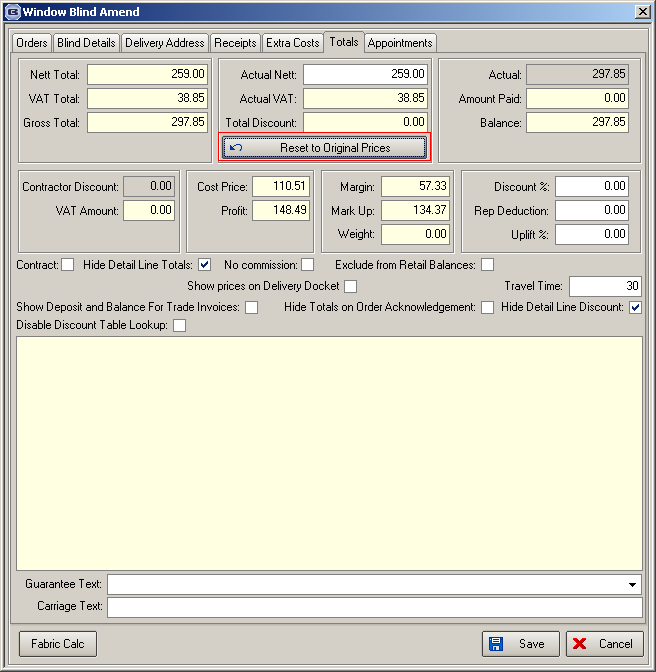 Window Blind Amend
Orders Blind Details Delivery Address Receipts Extra Costs Totals Appointments
Nett Total: 259.00 Actual Nett: 259.00 Actual: 297.85
VAT Total: 38.85 Actual VAT: 38.85 Amount Paid: 0.00
Gross Total: 297.85 Total Discount: 0.00 Balance: 297.85
Reset to Original Prices
Contractor Discount: 0.00 Cost Price: 110.51 Margin: 57.33 Discount %: 0.00
VAT Amount: 0.00 Profit: 148.49 Mark Up: 134.37 Rep Deduction: 0.00
Weight: 0.00 Uplift %: 0.00
Contract: Hide Detail Line Totals: No commission: Exclude from Retail Balances:
Show prices on Delivery Docket Travel Time: 30
Show Deposit and Balance For Trade Invoices: Hide Totals on Order Acknowledgement: Hide Detail Line Discount:
Disable Discount Table Lookup:
Guarantee Text:
Carriage Text:
Fabric Calc Save Cancel